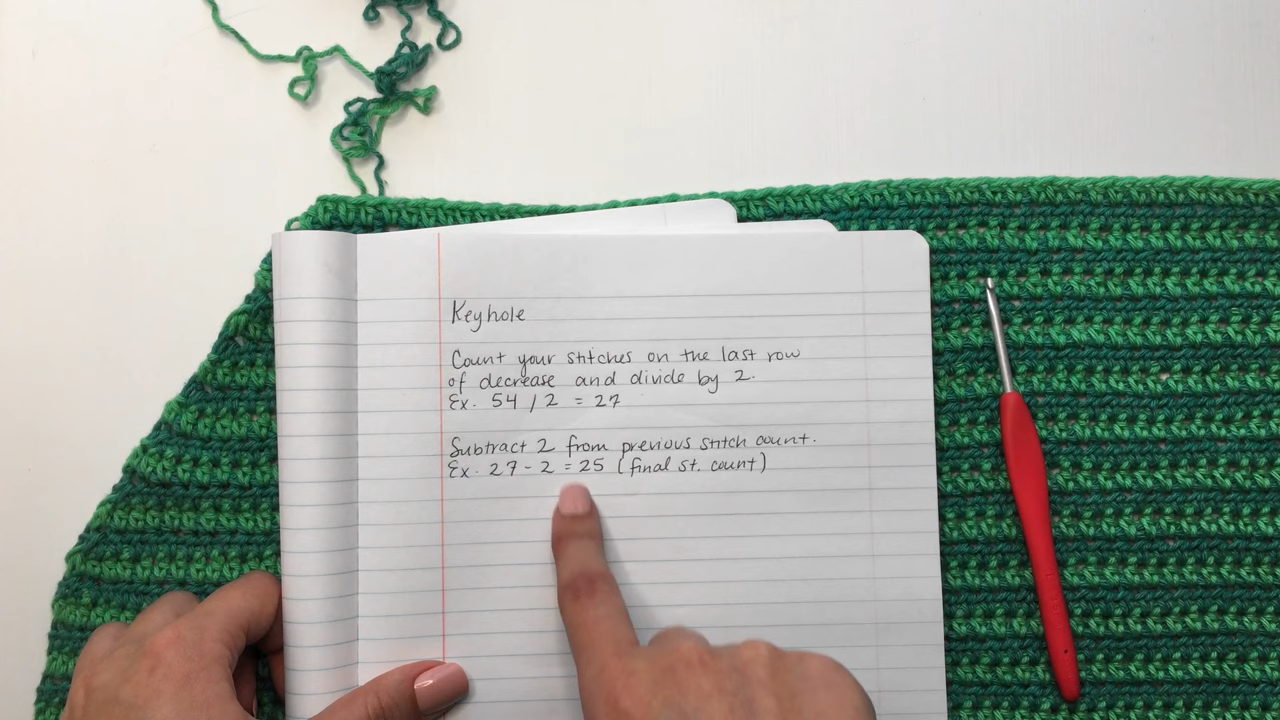 Keyhole
Count your stitches on the last row
of decrease and divide by 2.
Ex. 54 / 2 = 27
Subtract 2 from previous stitch count.
Ex. 27 - 2 = 25 (final st. count)